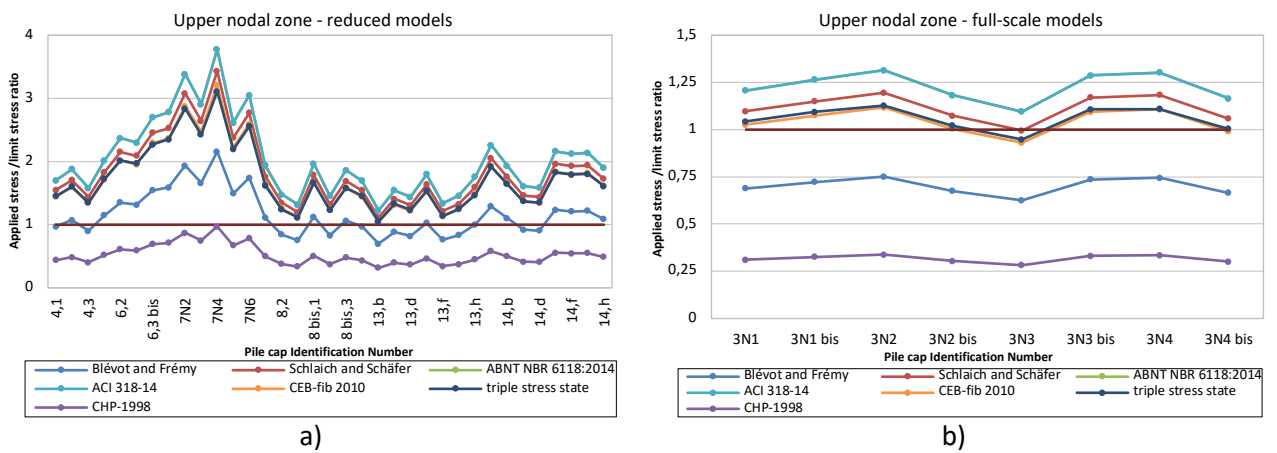 Upper nodal zone - reduced models
Applied stress /limit stress ratio
4
3
2
1
0
4,1
4,3
6,2
6,3 bis
7N2
7N4
7N6
8,2
8 bis,1
8 bis,3
13,b
13,d
13,f
13,h
14,b
14,d
14,f
14,h
Pile cap Identification Number
Blévot and Frémy
Schlaich and Schäfer
ABNT NBR 6118:2014
ACI 318-14
CEB-fib 2010
triple stress state
CHP-1998
a)
Upper nodal zone - full-scale models
Applied stress /limit stress ratio
1,5
1,25
1
0,75
0,5
0,25
0
3N1
3N1 bis
3N2
3N2 bis
3N3
3N3 bis
3N4
3N4 bis
Pile cap Identification Number
Blévot and Frémy
Schlaich and Schäfer
ABNT NBR 6118:2014
ACI 318-14
CEB-fib 2010
triple stress state
CHP-1998
b)